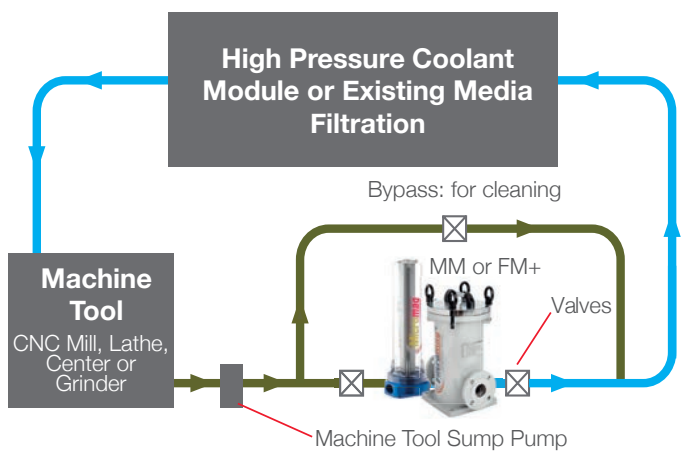 High Pressure Coolant
Module or Existing Media
Filtration
Bypass: for cleaning
MM or FM+
Machine
Tool
CNC Mill, Lathe,
Center or
Grinder
Valves
Machine Tool Sump Pump